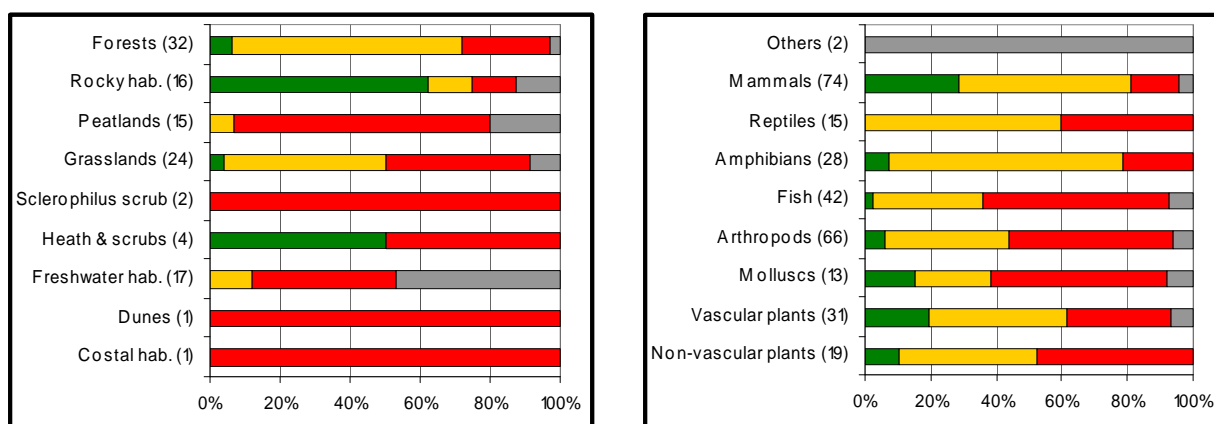 Forests (32)
Rocky hab. (16)
Peatlands (15)
Grasslands (24)
Sclerophilus scrub (2)
Heath & scrubs (4)
Freshwater hab. (17)
Dunes (1)
Costal hab. (1)
0% 20% 40% 60% 80% 100%
Others (2)
Mammals (74)
Reptiles (15)
Amphibians (28)
Fish (42)
Arthropods (66)
Molluscs (13)
Vascular plants (31)
Non-vascular plants (19)
0% 20% 40% 60% 80% 100%